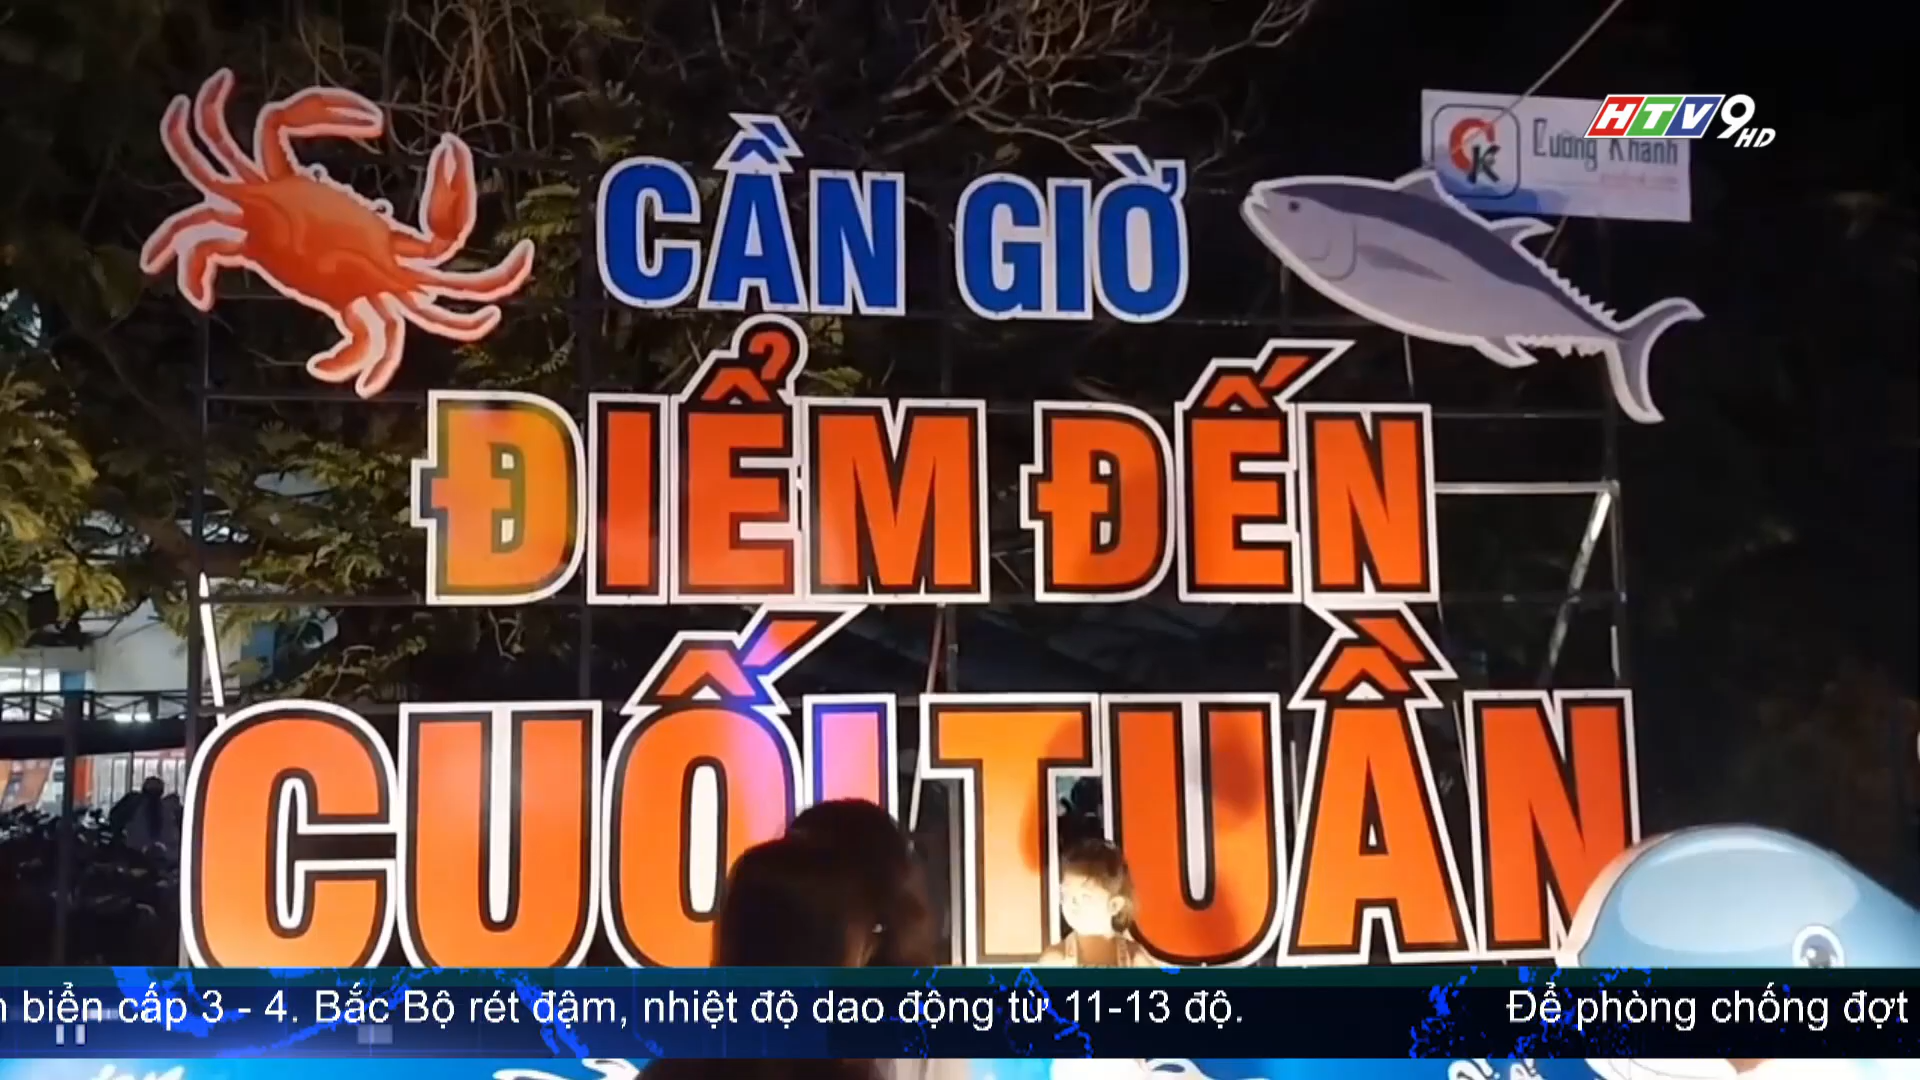 HTV9 HD
CK Cường Khanh
CẦN GIỜ
ĐIỂM ĐẾN
CUỐI TUẦN
biển cấp 3 - 4. Bắc Bộ rét đậm, nhiệt độ dao động từ 11-13 độ. Để phòng chống đợt